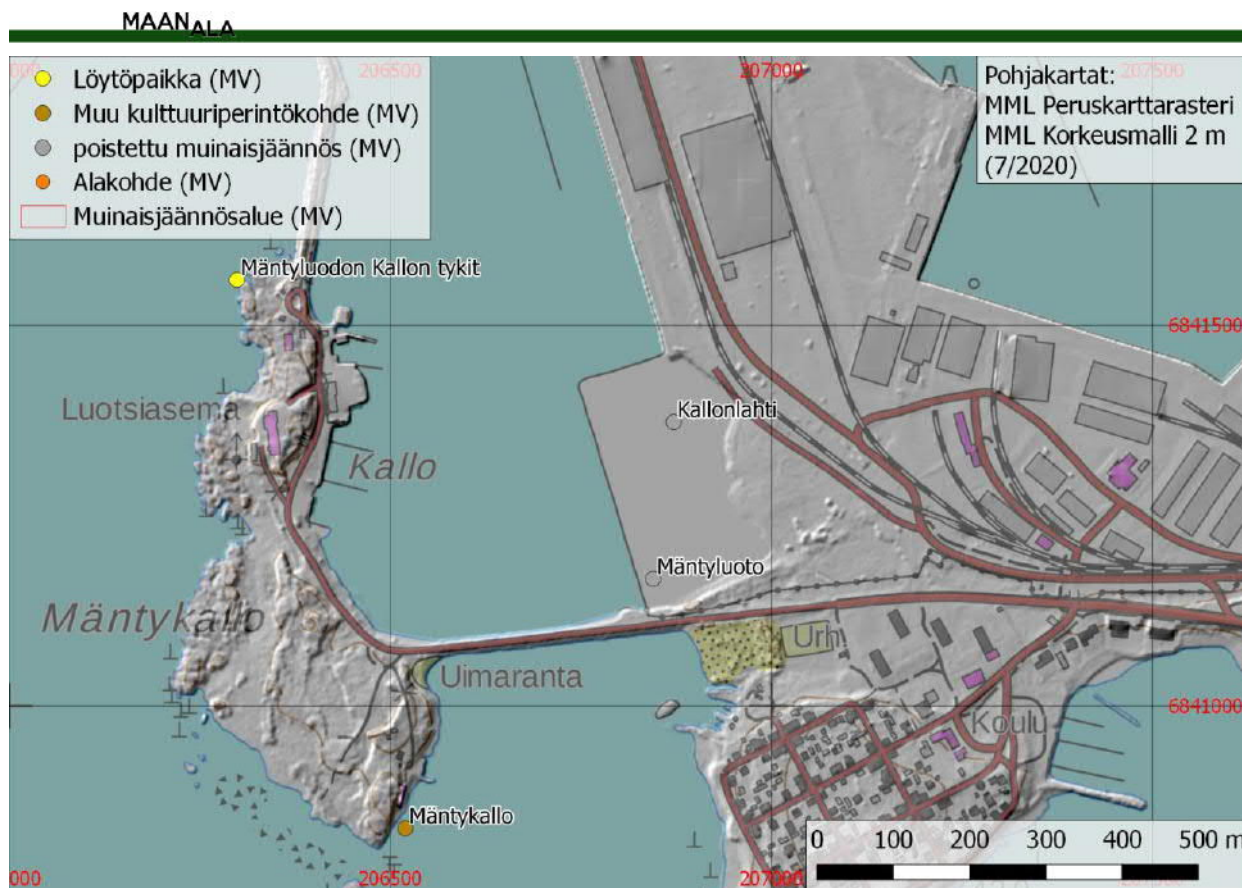 MAANALA
000
206500
207000
207500
Löytöpaikka (MV)
Muu kulttuuriperintökohde (MV)
poistettu muinaisjäännös (MV)
Alakohde (MV)
Muinaisjäännösalue (MV)
Pohjakartat:
MML Peruskarttarasteri
MML Korkeusmalli 2 m
(7/2020)
Mäntyluodon Kallon tykit
6841500
Luotsiasema
Kallonlahti
Kallo
Mäntyluoto
Mäntykallo
Urh.
Uimaranta
6841000
Koulu
Mäntykallo
0 100 200 300 400 500 m
000
206500
207000